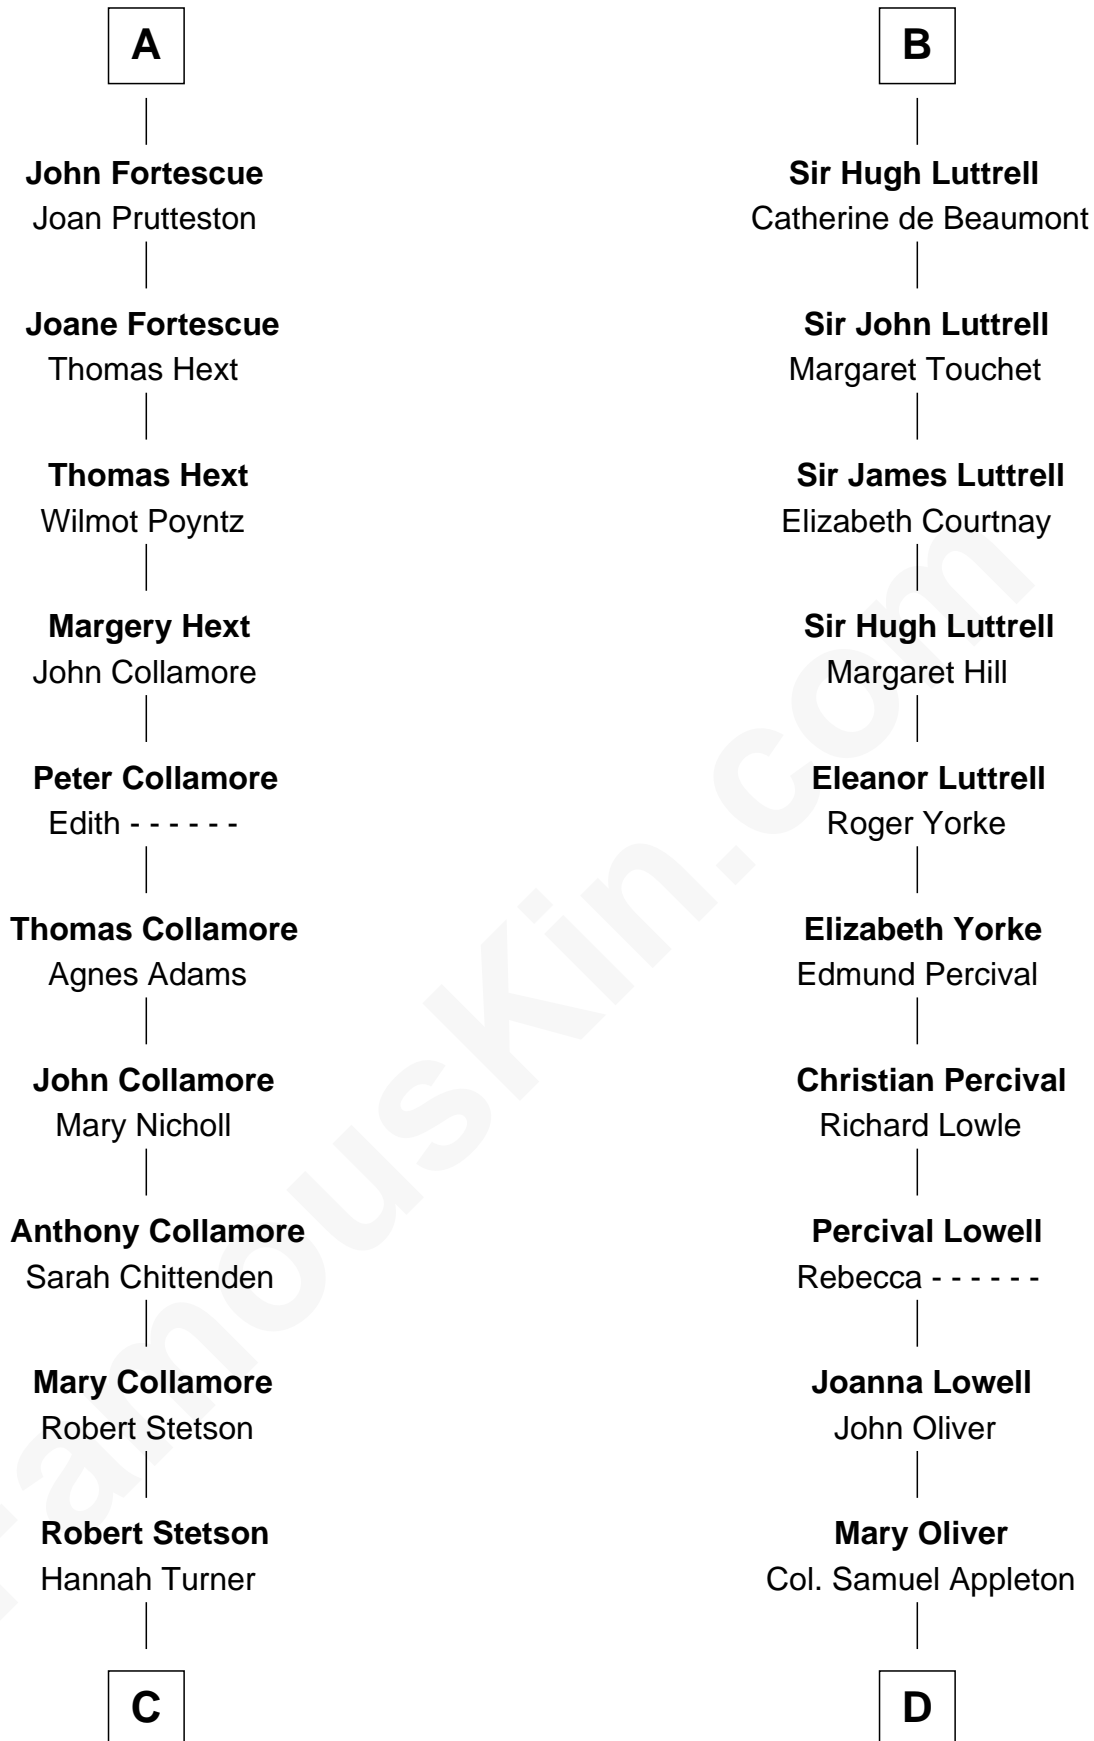 A
John Fortescue
Joan Prutteston
Joane Fortescue
Thomas Hext
Thomas Hext
Wilmot Poyntz
Margery Hext
John Collamore
Peter Collamore
Edith - - - - - -
Thomas Collamore
Agnes Adams
John Collamore
Mary Nicholl
Anthony Collamore
Sarah Chittenden
Mary Collamore
Robert Stetson
Robert Stetson
Hannah Turner
C
B
Sir Hugh Luttrell
Catherine de Beaumont
Sir John Luttrell
Margaret Touchet
Sir James Luttrell
Elizabeth Courtnay
Sir Hugh Luttrell
Margaret Hill
Eleanor Luttrell
Roger Yorke
Elizabeth Yorke
Edmund Percival
Christian Percival
Richard Lowle
Percival Lowell
Rebecca - - - - - -
Joanna Lowell
John Oliver
Mary Oliver
Col. Samuel Appleton
D
FamousKin.com